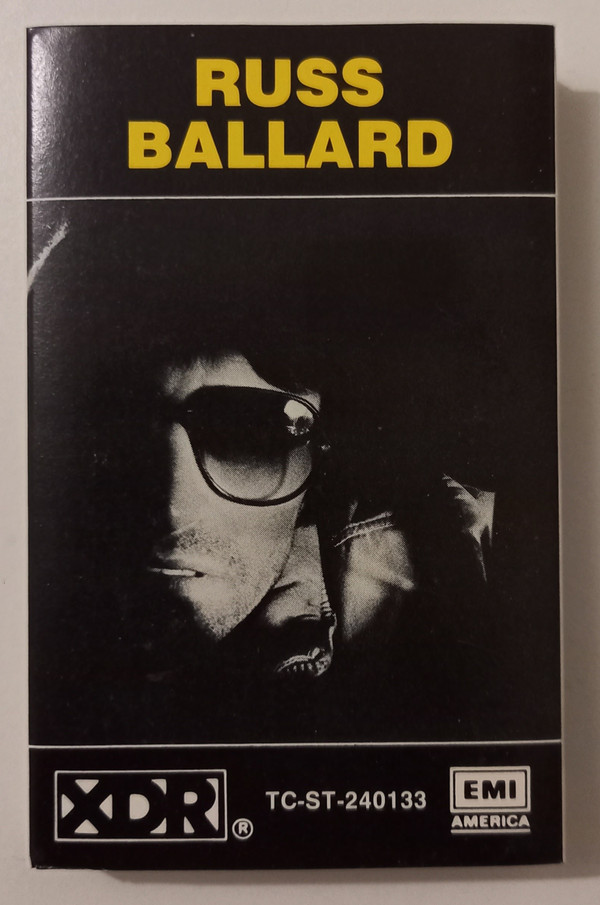 RUSS
BALLARD
XDR ®
TC-ST-240133
EMI
AMERICA